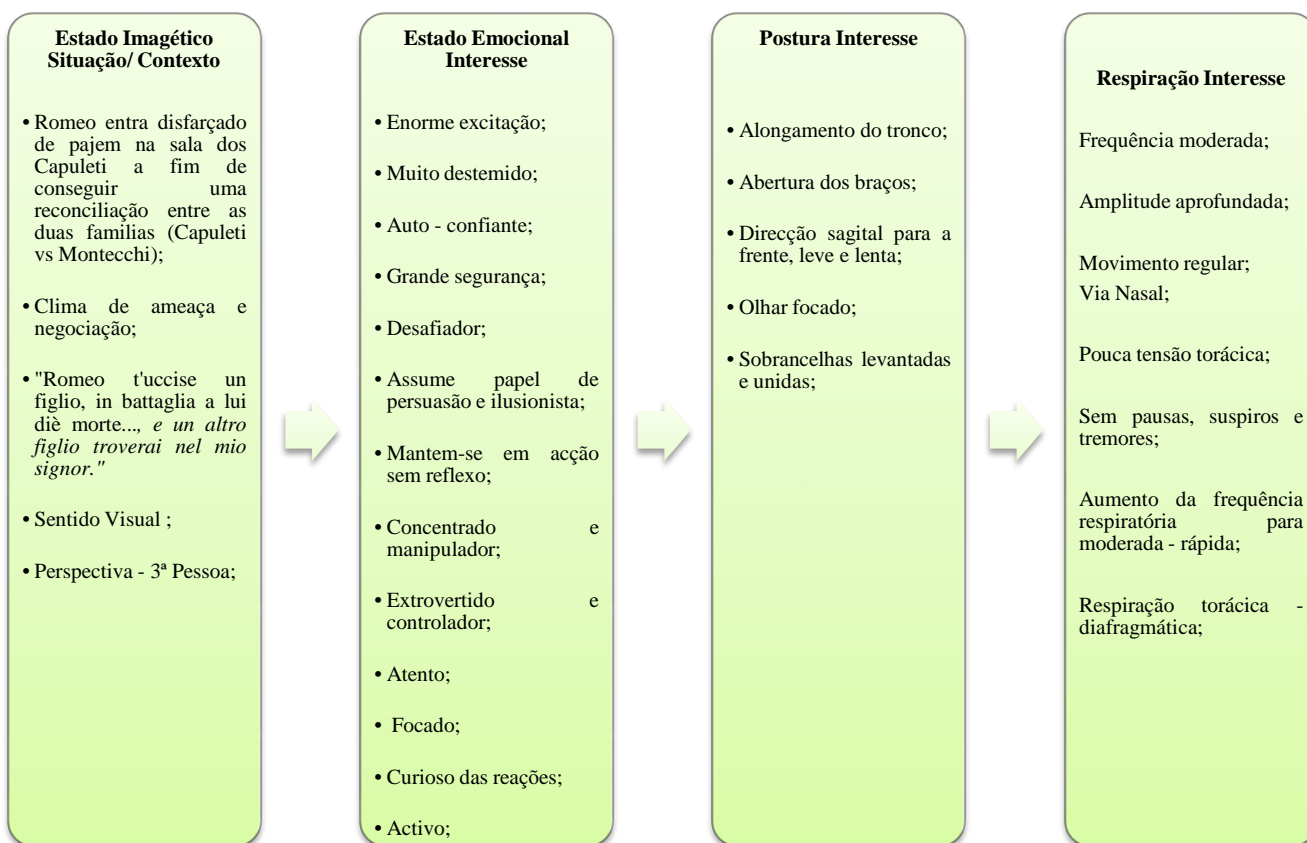 Estado Imagético
Situação/ Contexto
• Romeo entra disfarçado
de pajem na sala dos
Capuleti a fim de
conseguir uma
reconciliação entre as
duas familias (Capuleti
vs Montecchi);
• Clima de ameaça e
negociação;
• "Romeo t'uccise un
figlio, in battaglia a lui
diè morte..., e un altro
figlio troverai nel mio
signor."
• Sentido Visual ;
• Perspectiva - 3ª Pessoa;
Estado Emocional
Interesse
• Enorme excitação;
• Muito destemido;
• Auto - confiante;
• Grande segurança;
• Desafiador;
• Assume papel de
persuasão e ilusionista;
• Mantem-se em acção
sem reflexo;
• Concentrado e
manipulador;
• Extrovertido e
controlador;
• Atento;
• Focado;
• Curioso das reações;
• Activo;
Postura Interesse
• Alongamento do tronco;
• Abertura dos braços;
• Direcção sagital para a
frente, leve e lenta;
• Olhar focado;
• Sobrancelhas levantadas
e unidas;
Respiração Interesse
Frequência moderada;
Amplitude aprofundada;
Movimento regular;
Via Nasal;
Pouca tensão torácica;
Sem pausas, suspiros e
tremores;
Aumento da frequência
respiratória para
moderada - rápida;
Respiração torácica -
diafragmática;